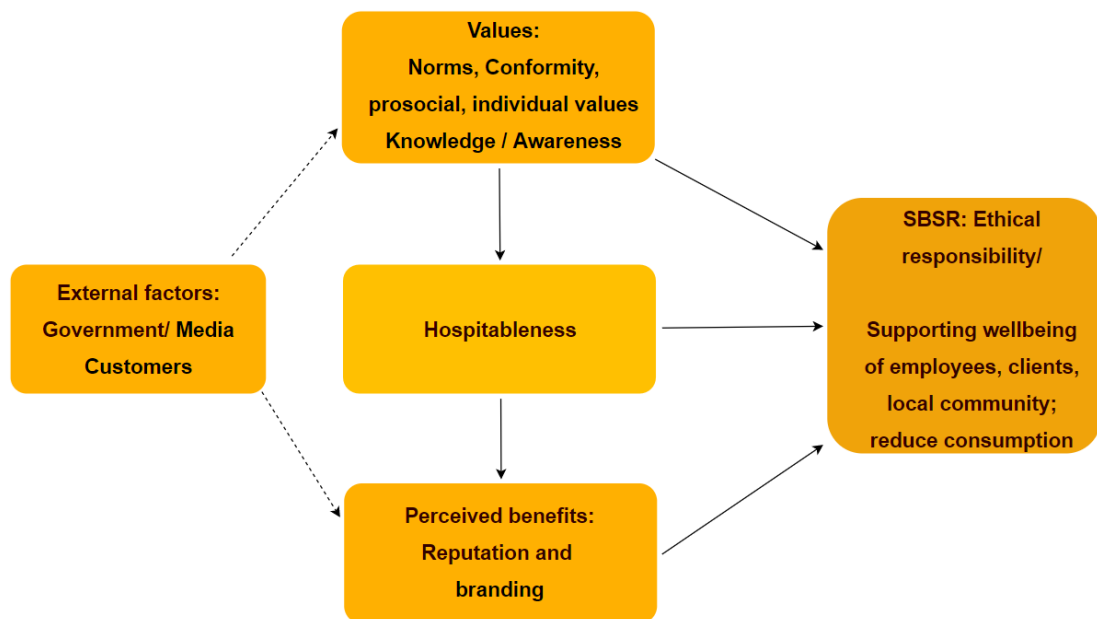 Values:
Norms, Conformity,
prosocial, individual values
Knowledge / Awareness
External factors:
Government/ Media
Customers
Hospitableness
Perceived benefits:
Reputation and
branding
SBSR: Ethical
responsibility/
Supporting wellbeing
of employees, clients,
local community;
reduce consumption